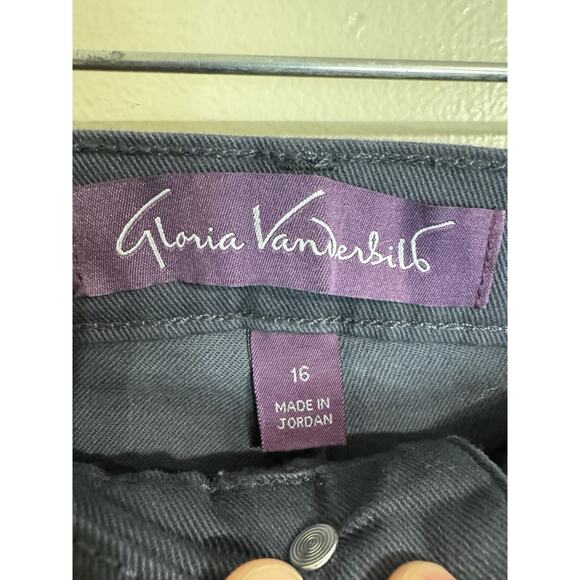 Gloria Vanderbilt
16
MADE IN
JORDAN